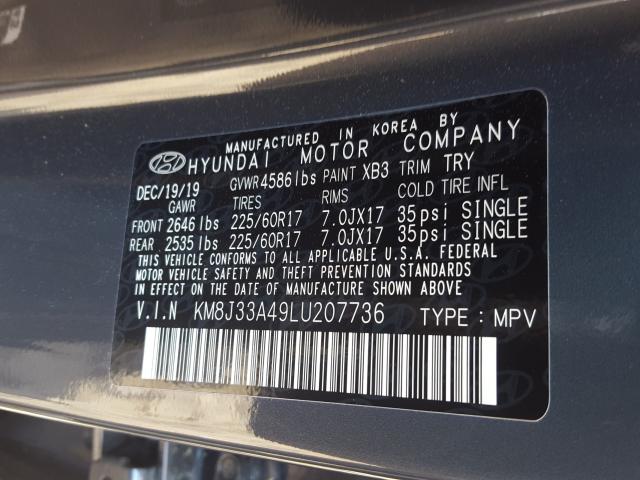 MANUFACTURED IN KOREA BY
HYUNDAI MOTOR COMPANY
DEC/19/19 GVWR 4586 lbs PAINT XB3 TRIM TRY
GAWR TIRES RIMS COLD TIRE INFL
FRONT 2646 lbs 225/60R17 7.0JX17 35psi SINGLE
REAR 2535 lbs 225/60R17 7.0JX17 35psi SINGLE
THIS VEHICLE CONFORMS TO ALL APPLICABLE U.S.A. FEDERAL
MOTOR VEHICLE SAFETY AND THEFT PREVENTION STANDARDS
IN EFFECT ON THE DATE OF MANUFACTURE SHOWN ABOVE
V.I.N KM8J33A49LU207736 TYPE : MPV